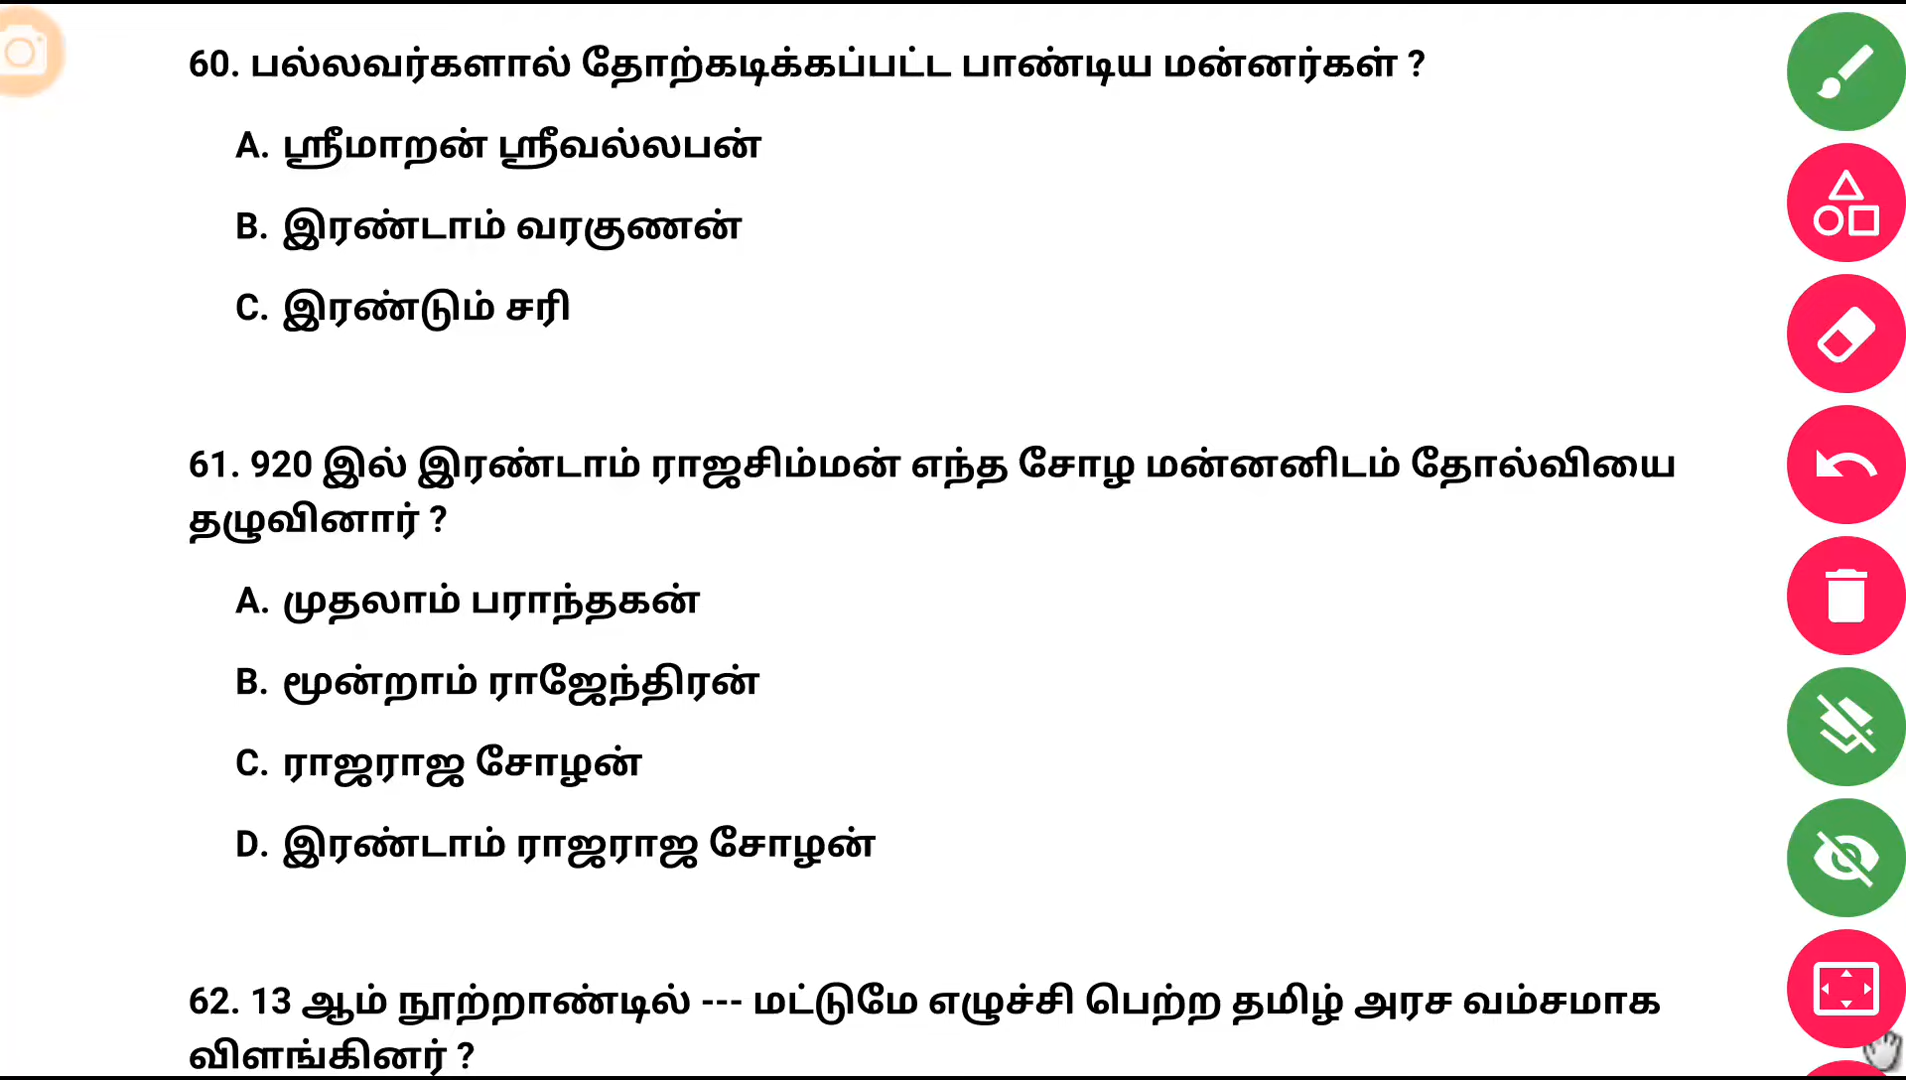 60. பல்லவர்களால் தோற்கடிக்கப்பட்ட பாண்டிய மன்னர்கள் ?
A. ஸ்ரீமாறன் ஸ்ரீவல்லபன்
B. இரண்டாம் வரகுணன்
C. இரண்டும் சரி
61. 920 இல் இரண்டாம் ராஜசிம்மன் எந்த சோழ மன்னனிடம் தோல்வியை
தழுவினார் ?
A. முதலாம் பராந்தகன்
B. மூன்றாம் ராஜேந்திரன்
C. ராஜராஜ சோழன்
D. இரண்டாம் ராஜராஜ சோழன்
62. 13 ஆம் நூற்றாண்டில் --- மட்டுமே எழுச்சி பெற்ற தமிழ் அரச வம்சமாக
விளங்கினர் ?